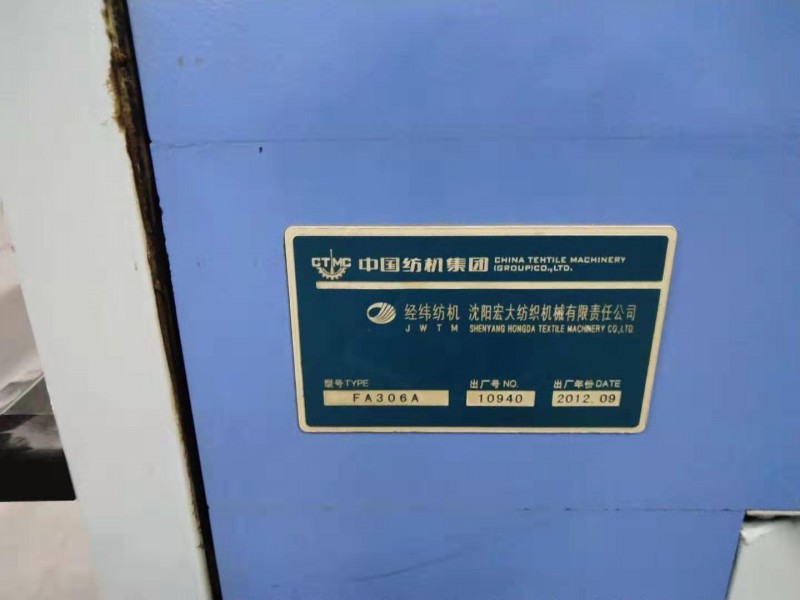 CTMC 中国纺机集团 CHINA TEXTILE MACHINERY
(GROUP)CO.,LTD.
经纬纺机 沈阳宏大纺织机械有限责任公司
JWTM SHENYANG HONGDA TEXTILE MACHINERY CO.,LTD.
型号TYPE 出厂号NO. 出厂年份DATE
FA306A 10940 2012.09